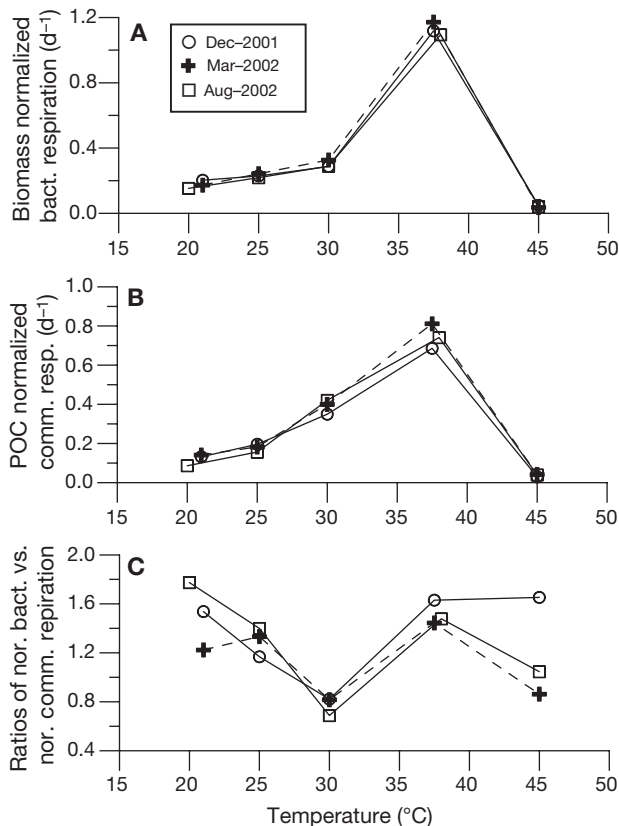 A
Dec–2001
Mar–2002
Aug–2002
Biomass normalized
bact. respiration (d–1)
1.2
0.8
0.4
0.0
15 20 25 30 35 40 45 50
B
POC normalized
comm. resp. (d–1)
1.0
0.8
0.6
0.4
0.2
0.0
15 20 25 30 35 40 45 50
C
Ratios of nor. bact. vs.
nor. comm. repiration
2.0
1.6
1.2
0.8
0.4
15 20 25 30 35 40 45 50
Temperature (°C)